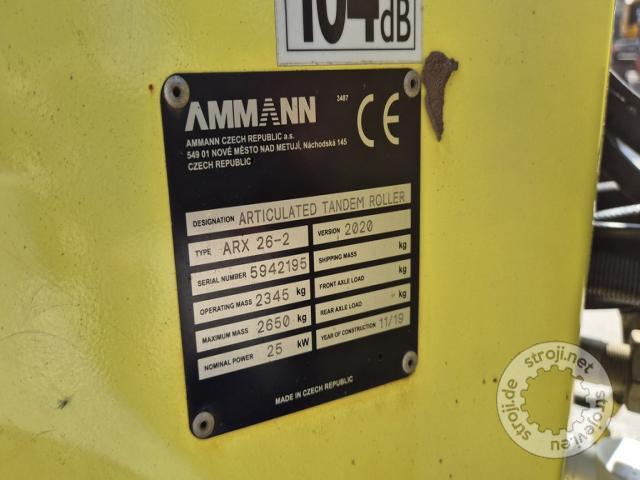 104dB
AMMANN
3487
CE
AMMANN CZECH REPUBLIC a.s.
549 01 NOVÉ MĚSTO NAD METUJÍ, Náchodská 145
CZECH REPUBLIC
DESIGNATION ARTICULATED TANDEM ROLLER
TYPE ARX 26-2 VERSION 2020
SERIAL NUMBER 5942195 SHIPPING MASS kg
OPERATING MASS 2345 kg FRONT AXLE LOAD kg
MAXIMUM MASS 2650 kg REAR AXLE LOAD kg
NOMINAL POWER 25 kW YEAR OF CONSTRUCTION 11/19
MADE IN CZECH REPUBLIC
stroji.de
stroji.net
strojevi.eu